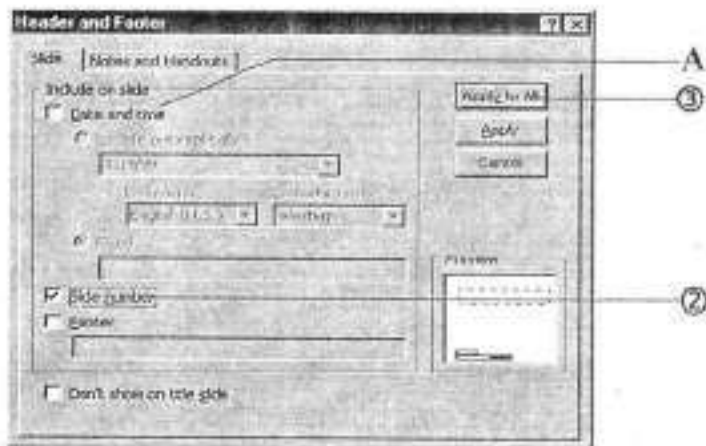 Header and Footer
Slide Notes and Handouts
A
Include on slide
Apply to All
③
Date and time
Apply
Cancel
English (U.S.)
Fixed
Preview
Slide number
②
Footer
Don't show on title slide